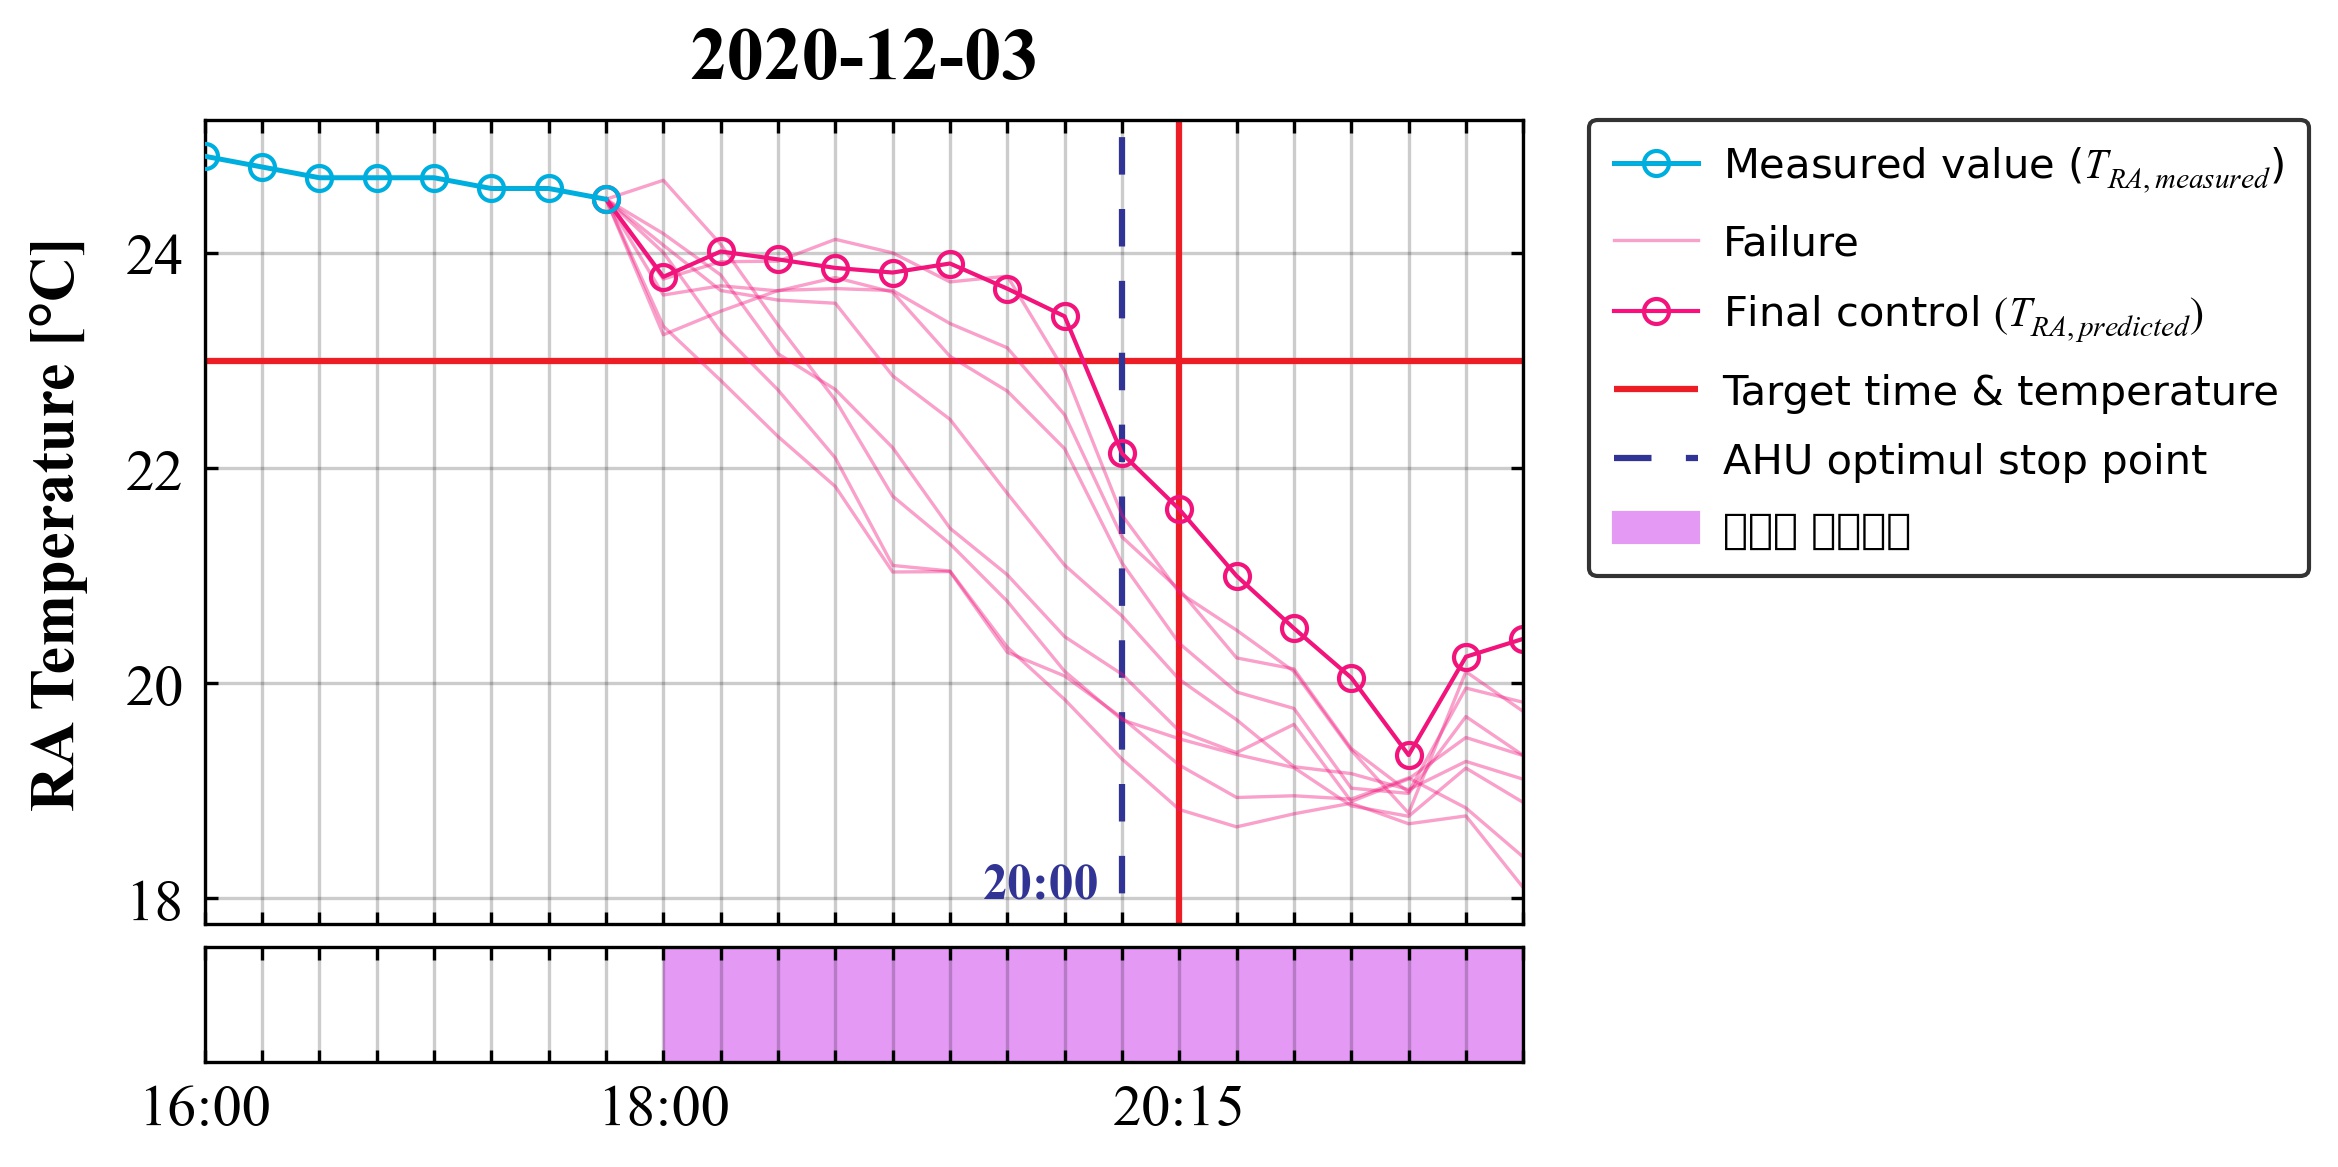 2020-12-03
RA Temperature [°C]
24
22
20
18
20:00
16:00
18:00
20:15
Measured value (T_RA,measured)
Failure
Final control (T_RA,predicted)
Target time & temperature
AHU optimul stop point